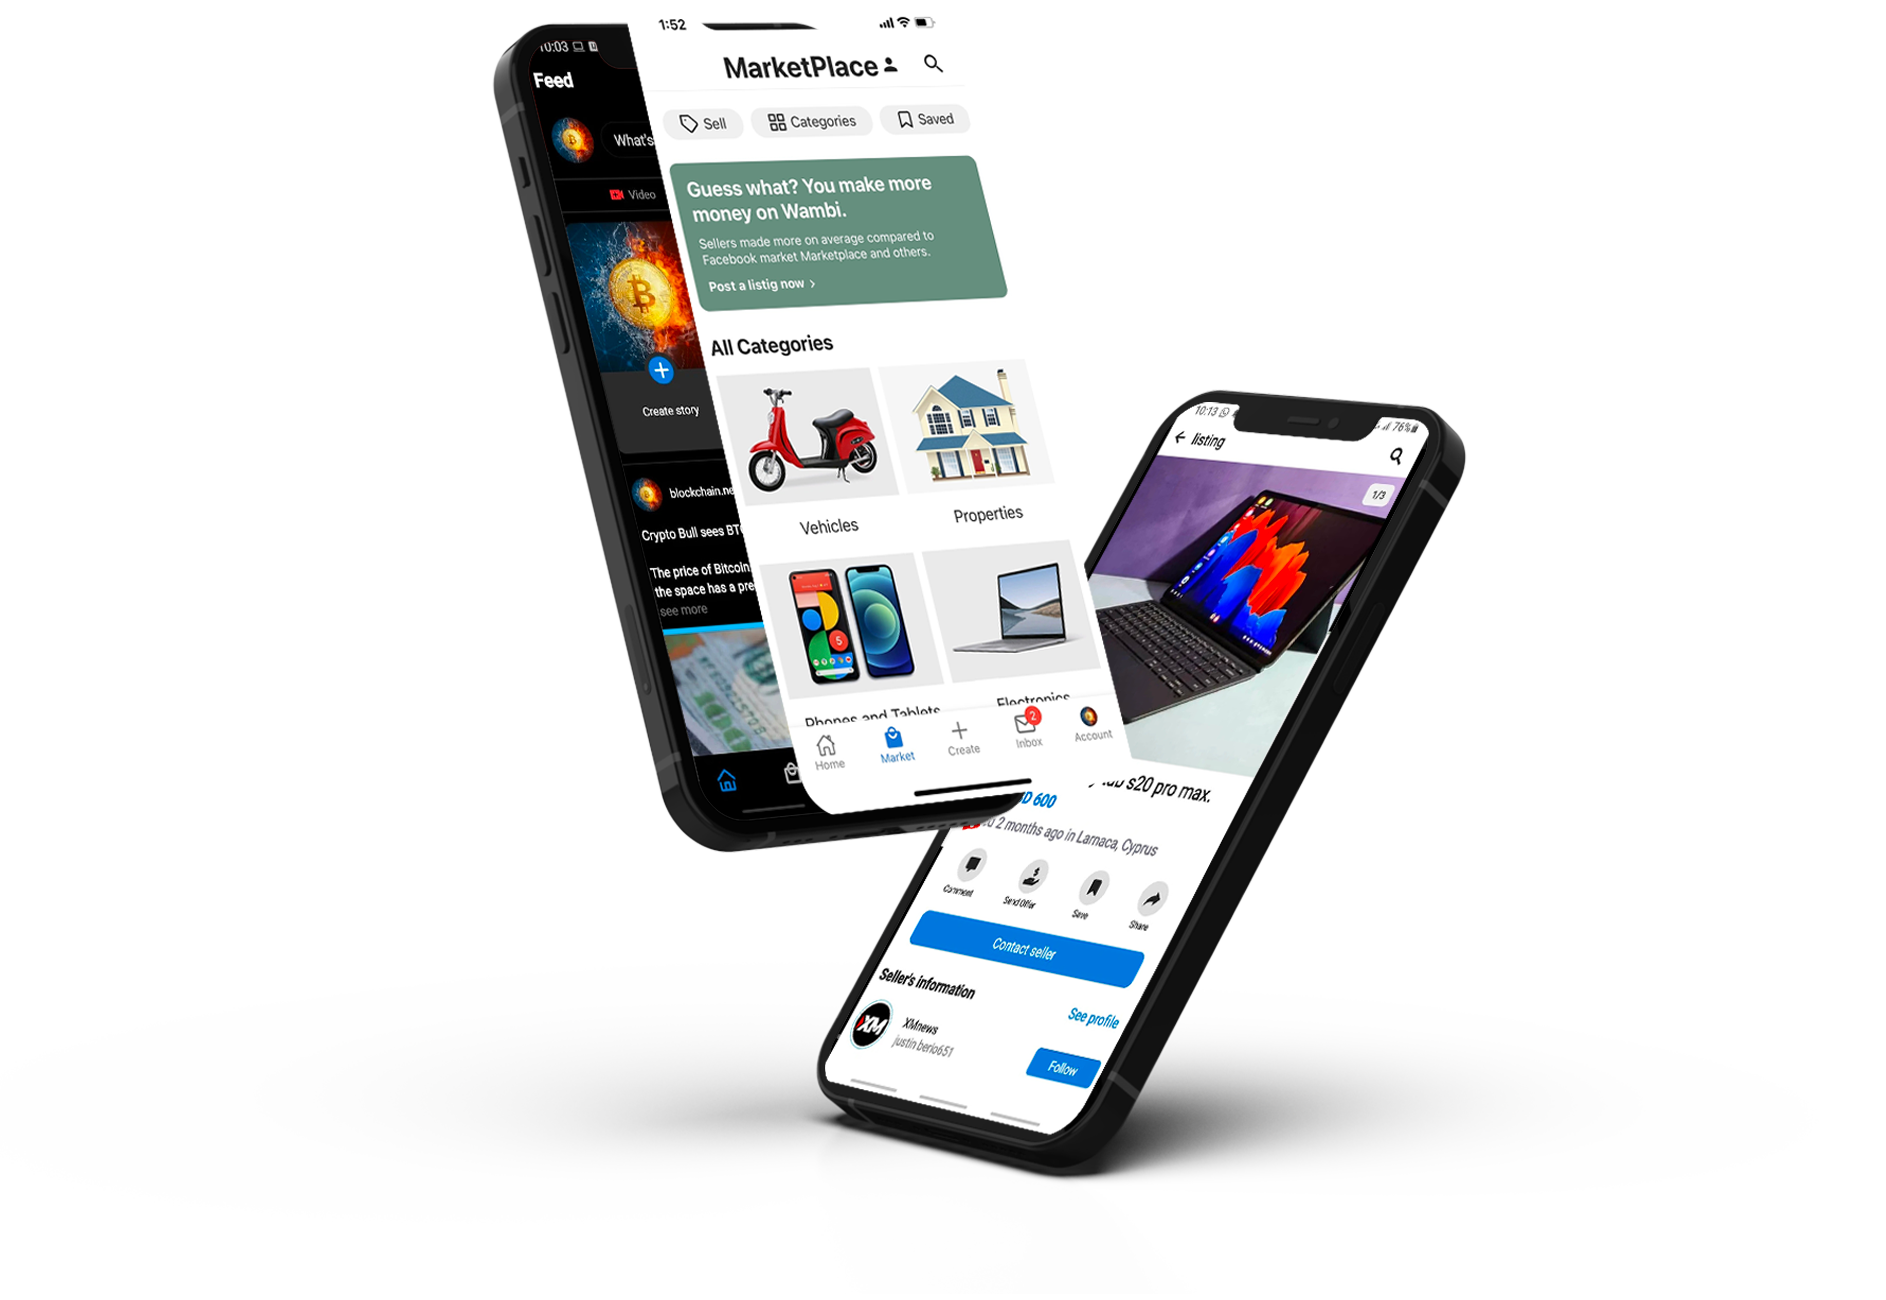 10:03
Feed
What's
Video
Create story
blockchain.ne
Crypto Bull sees BTC
The price of Bitcoin
the space has a pre
see more
1:52
MarketPlace
Sell
Categories
Saved
Guess what? You make more
money on Wambi.
Sellers made more on average compared to
Facebook market Marketplace and others.
Post a listig now >
All Categories
Vehicles
Properties
5
Phones and Tablets
Electronics
Home
Market
Create
2
Inbox
Account
10:13
76%
listing
1/3
s20 pro max.
D 600
2 months ago in Larnaca, Cyprus
Comment
Send Offer
Save
Share
Contact seller
Seller's information
See profile
XM
XMnews
justin berio651
Follow